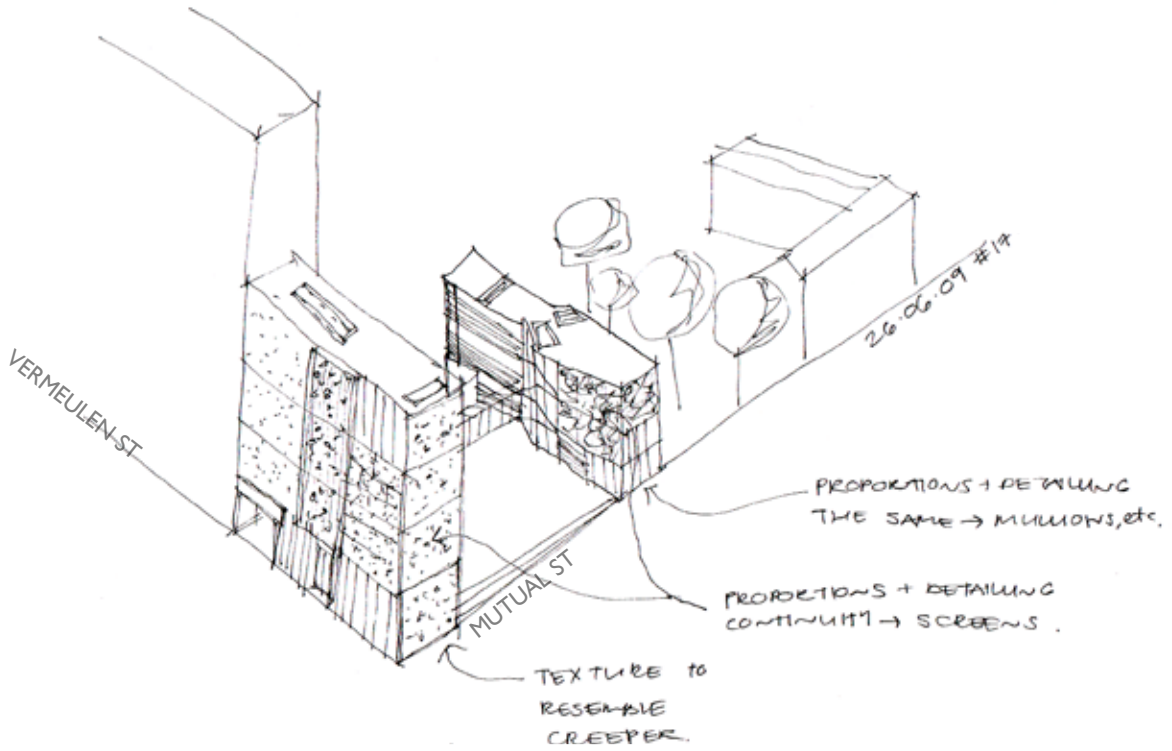 26.06.09 #17
VERMEULEN ST
PROPORTIONS + DETAILING
THE SAME → MULLIONS, etc.
MUTUAL ST
PROPORTIONS + DETAILING
CONTINUITY → SCREENS.
TEXTURE to
RESEMBLE
CREEPER.